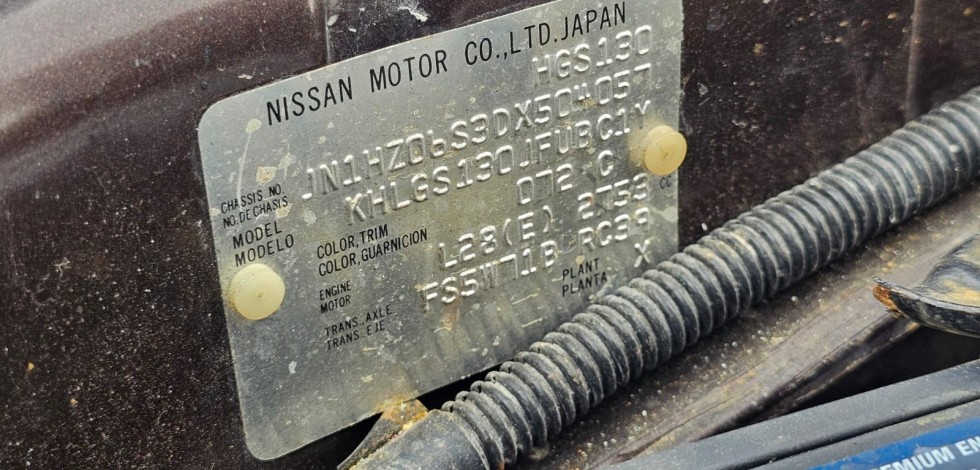 NISSAN MOTOR CO.,LTD.JAPAN
HGS130
CHASSIS NO.
NO.DE CHASIS
JN1HZ06S3DX504057
MODEL
MODELO
KHLGS130JFUBC1Y
COLOR,TRIM
COLOR,GUARNICION
072 C
ENGINE
MOTOR
L28(E) 2753 CC
TRANS.AXLE
TRANS.EJE
FS5W71B RC39
PLANT
PLANTA
X